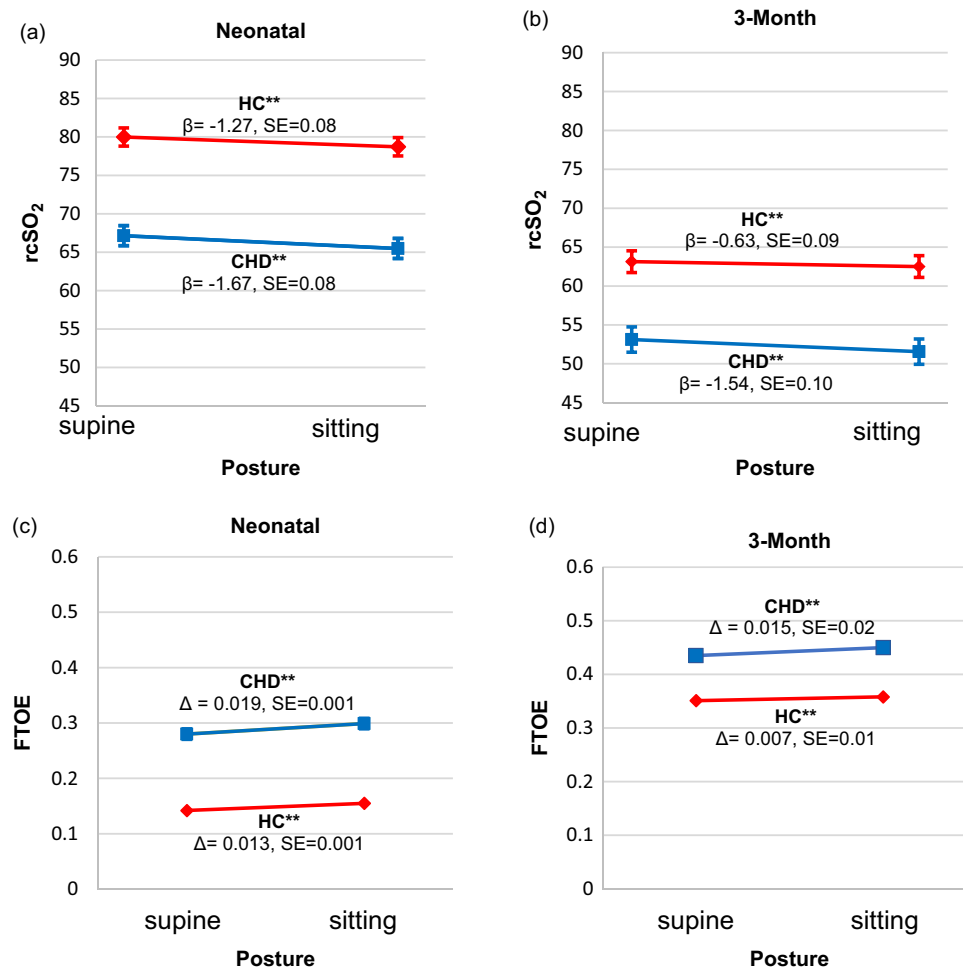 (a)
Neonatal
90
85
80
75
70
65
60
55
50
45
rcSO2
HC**
β= -1.27, SE=0.08
CHD**
β= -1.67, SE=0.08
supine
sitting
Posture
(b)
3-Month
90
85
80
75
70
65
60
55
50
45
rcSO2
HC**
β= -0.63, SE=0.09
CHD**
β= -1.54, SE=0.10
supine
sitting
Posture
(c)
Neonatal
0.6
0.5
0.4
0.3
0.2
0.1
0
FTOE
CHD**
Δ = 0.019, SE=0.001
HC**
Δ= 0.013, SE=0.001
supine
sitting
Posture
(d)
3-Month
0.6
0.5
0.4
0.3
0.2
0.1
0
FTOE
CHD**
Δ = 0.015, SE=0.02
HC**
Δ= 0.007, SE=0.01
supine
sitting
Posture